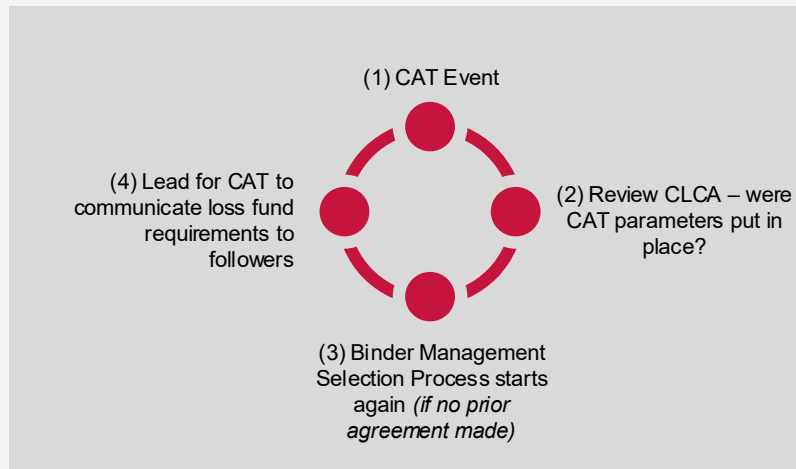 (1) CAT Event
(2) Review CLCA – were
CAT parameters put in
place?
(3) Binder Management
Selection Process starts
again (if no prior
agreement made)
(4) Lead for CAT to
communicate loss fund
requirements to
followers